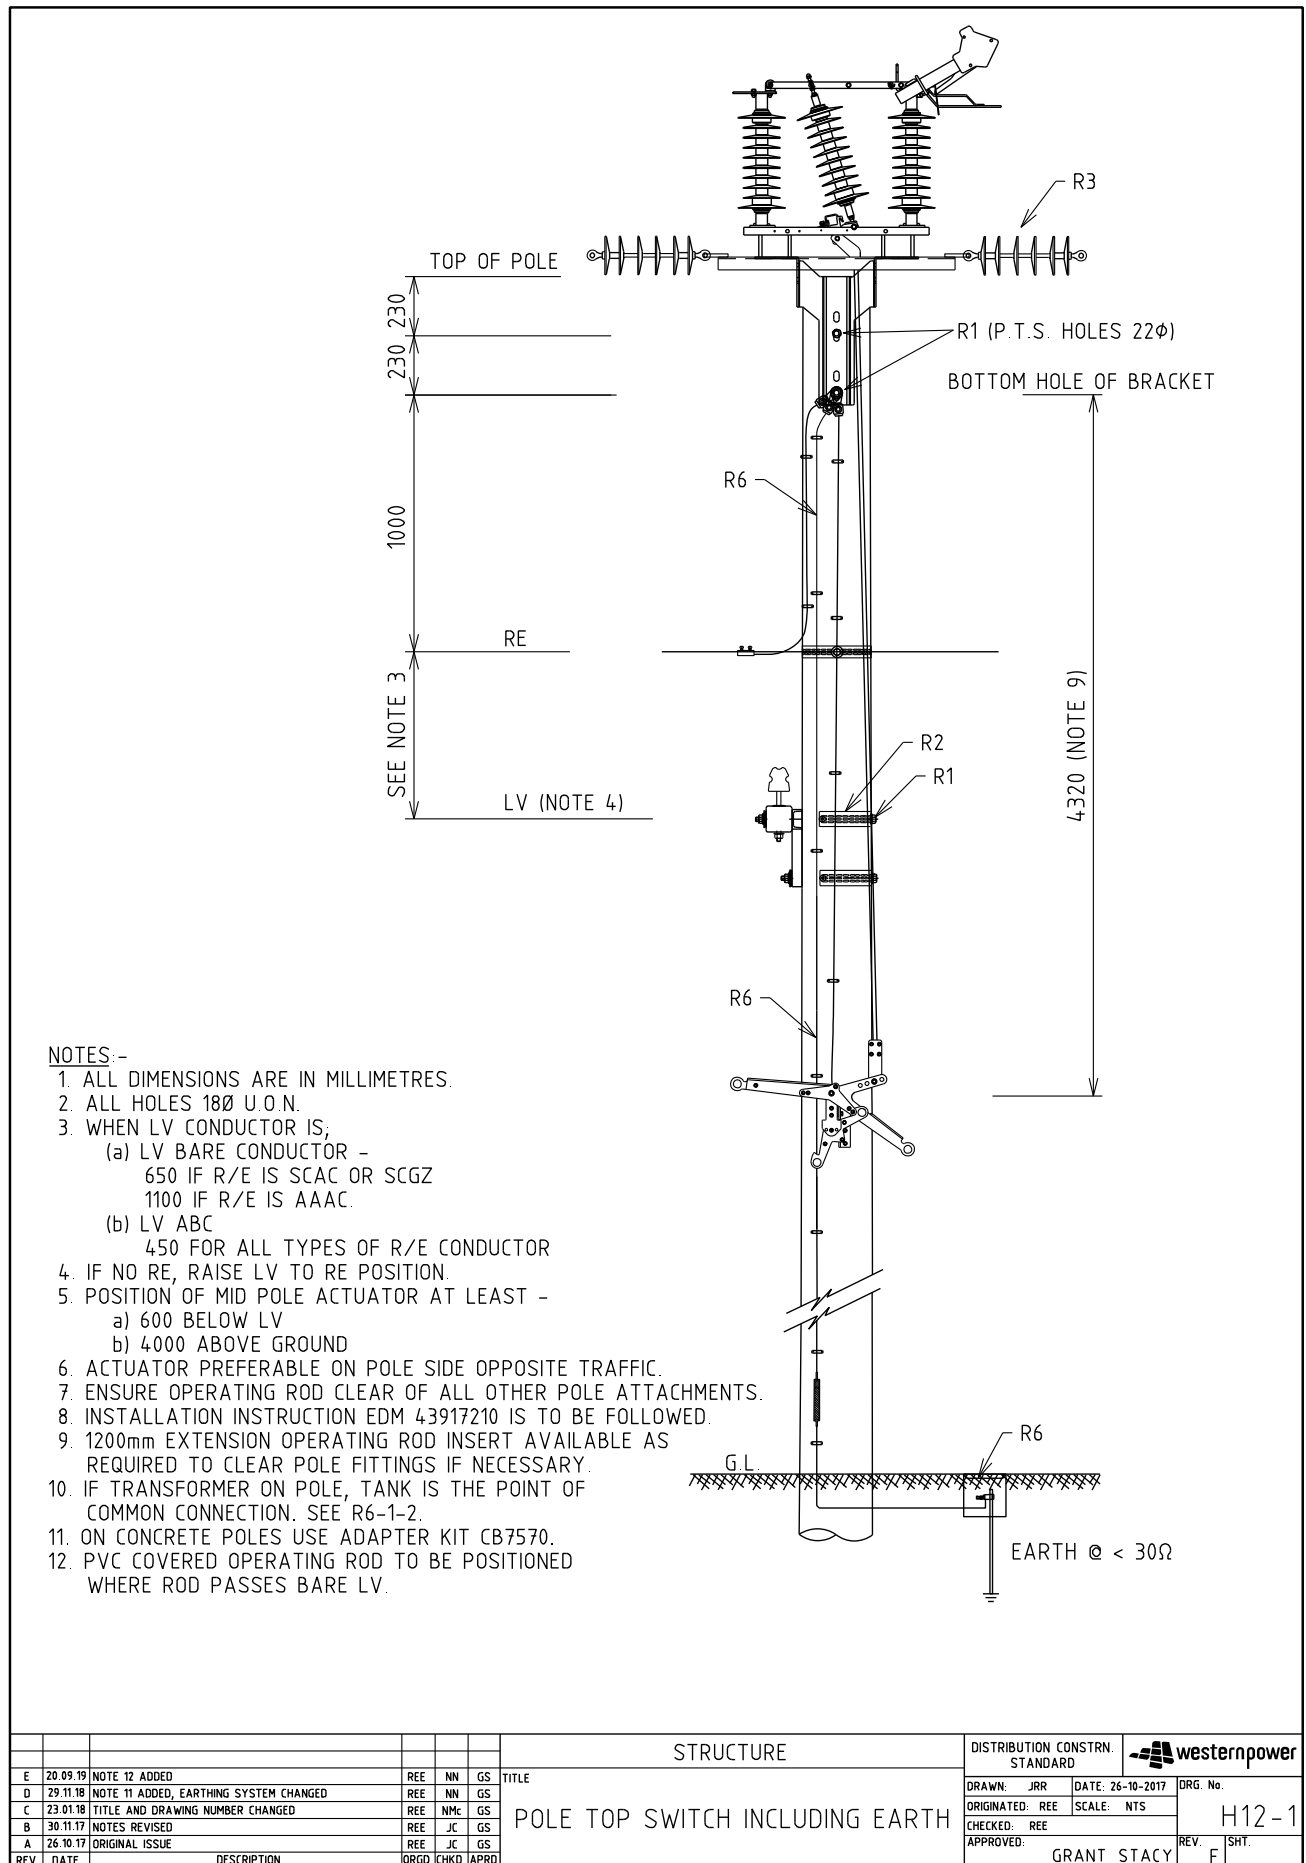 R3
TOP OF POLE
230
R1 (P.T.S. HOLES 22Ø)
230
BOTTOM HOLE OF BRACKET
R6
1000
RE
SEE NOTE 3
4320 (NOTE 9)
R2
R1
LV (NOTE 4)
R6
NOTES:-
1. ALL DIMENSIONS ARE IN MILLIMETRES.
2. ALL HOLES 18Ø U.O.N.
3. WHEN LV CONDUCTOR IS;
(a) LV BARE CONDUCTOR -
650 IF R/E IS SCAC OR SCGZ
1100 IF R/E IS AAAC.
(b) LV ABC
450 FOR ALL TYPES OF R/E CONDUCTOR
4. IF NO RE, RAISE LV TO RE POSITION.
5. POSITION OF MID POLE ACTUATOR AT LEAST -
a) 600 BELOW LV
b) 4000 ABOVE GROUND
6. ACTUATOR PREFERABLE ON POLE SIDE OPPOSITE TRAFFIC.
7. ENSURE OPERATING ROD CLEAR OF ALL OTHER POLE ATTACHMENTS.
8. INSTALLATION INSTRUCTION EDM 43917210 IS TO BE FOLLOWED.
9. 1200mm EXTENSION OPERATING ROD INSERT AVAILABLE AS
REQUIRED TO CLEAR POLE FITTINGS IF NECESSARY.
10. IF TRANSFORMER ON POLE, TANK IS THE POINT OF
COMMON CONNECTION. SEE R6-1-2.
11. ON CONCRETE POLES USE ADAPTER KIT CB7570.
12. PVC COVERED OPERATING ROD TO BE POSITIONED
WHERE ROD PASSES BARE LV.
R6
G.L.
EARTH @ < 30Ω
E 20.09.19 NOTE 12 ADDED REE NN GS
D 29.11.18 NOTE 11 ADDED, EARTHING SYSTEM CHANGED REE NN GS
C 23.01.18 TITLE AND DRAWING NUMBER CHANGED REE NMc GS
B 30.11.17 NOTES REVISED REE JC GS
A 26.10.17 ORIGINAL ISSUE REE JC GS
REV DATE DESCRIPTION ORGD CHKD APRD
STRUCTURE
TITLE
POLE TOP SWITCH INCLUDING EARTH
DISTRIBUTION CONSTRN.
STANDARD
westernpower
DRAWN: JRR DATE: 26-10-2017 DRG. No.
ORIGINATED: REE SCALE: NTS
H12-1
CHECKED: REE
APPROVED: GRANT STACY
REV. F SHT.